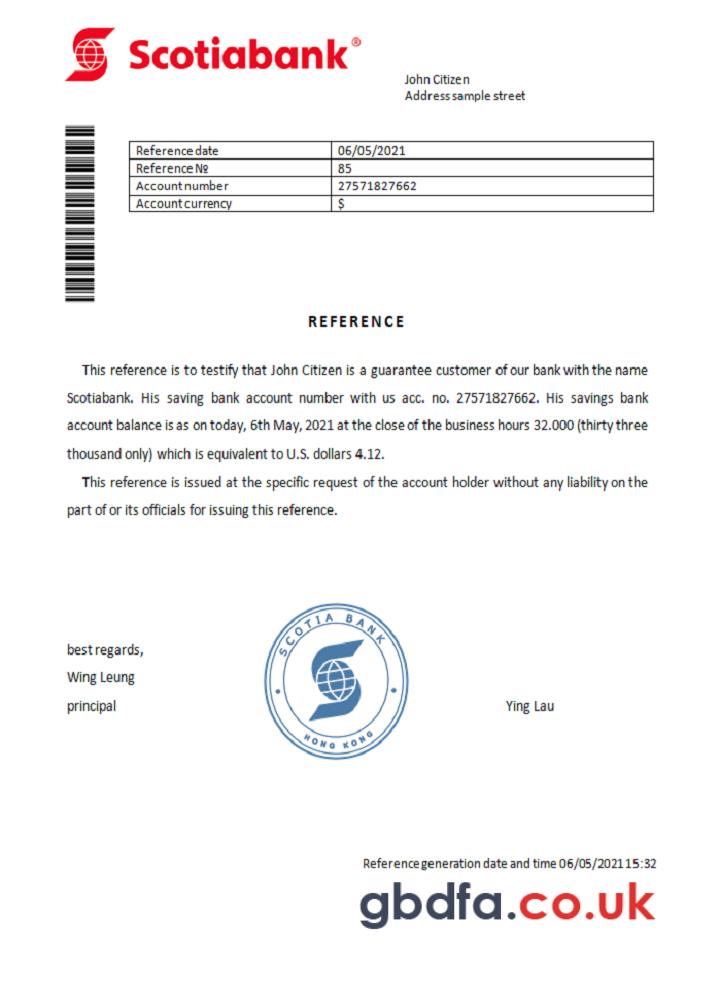 Scotiabank®
John Citizen
Address sample street
Reference date 06/05/2021
Reference № 85
Account number 27571827662
Account currency $
REFERENCE
This reference is to testify that John Citizen is a guarantee customer of our bank with the name
Scotiabank. His saving bank account number with us acc. no. 27571827662. His savings bank
account balance is as on today, 6th May, 2021 at the close of the business hours 32.000 (thirty three
thousand only) which is equivalent to U.S. dollars 4.12.
This reference is issued at the specific request of the account holder without any liability on the
part of or its officials for issuing this reference.
SCOTIA BANK
HONG KONG
best regards,
Wing Leung
principal
Ying Lau
Reference generation date and time 06/05/2021 15:32
gbdfa.co.uk